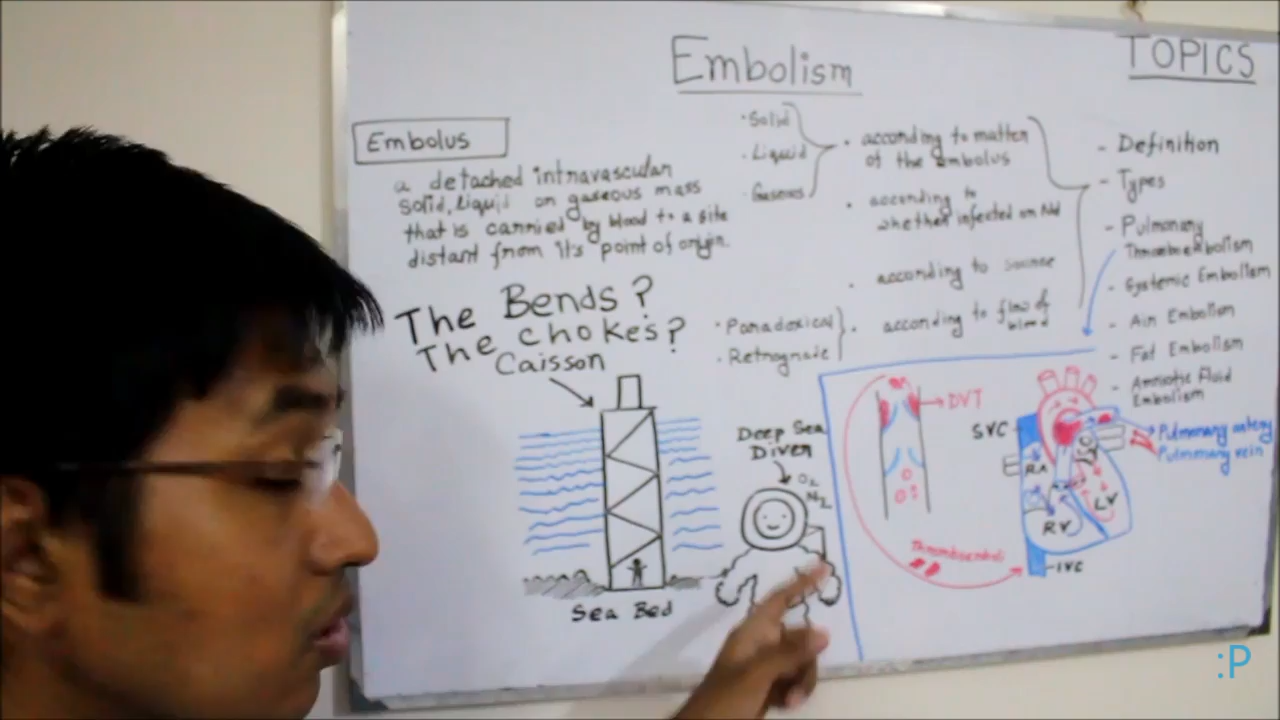 Embolism
TOPICS
Embolus
a detached intravascular
solid, liquid or gaseous mass
that is carried by blood to a site
distant from it's point of origin.
• Solid
• Liquid
• Gaseous
• according to matter
of the embolus
• according to
whether infected or Not
• according to source
• according to flow of
blood
• Paradoxical
• Retrograde
- Definition
- Types
- Pulmonary
Thromboembolism
- Systemic Embolism
- Air Embolism
- Fat Embolism
- Amniotic Fluid
Embolism
The Bends?
The chokes?
Caisson
Sea Bed
Deep Sea
Diver
O2
N2
DVT
Thromboemboli
SVC
RA
RV
LV
IVC
Pulmonary artery
Pulmonary vein
:P